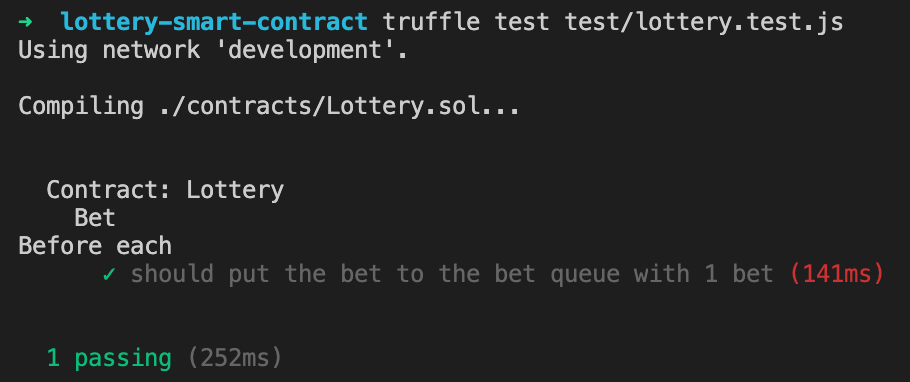 ➜ lottery-smart-contract truffle test test/lottery.test.js
Using network 'development'.
Compiling ./contracts/Lottery.sol...
Contract: Lottery
Bet
Before each
✓ should put the bet to the bet queue with 1 bet (141ms)
1 passing (252ms)